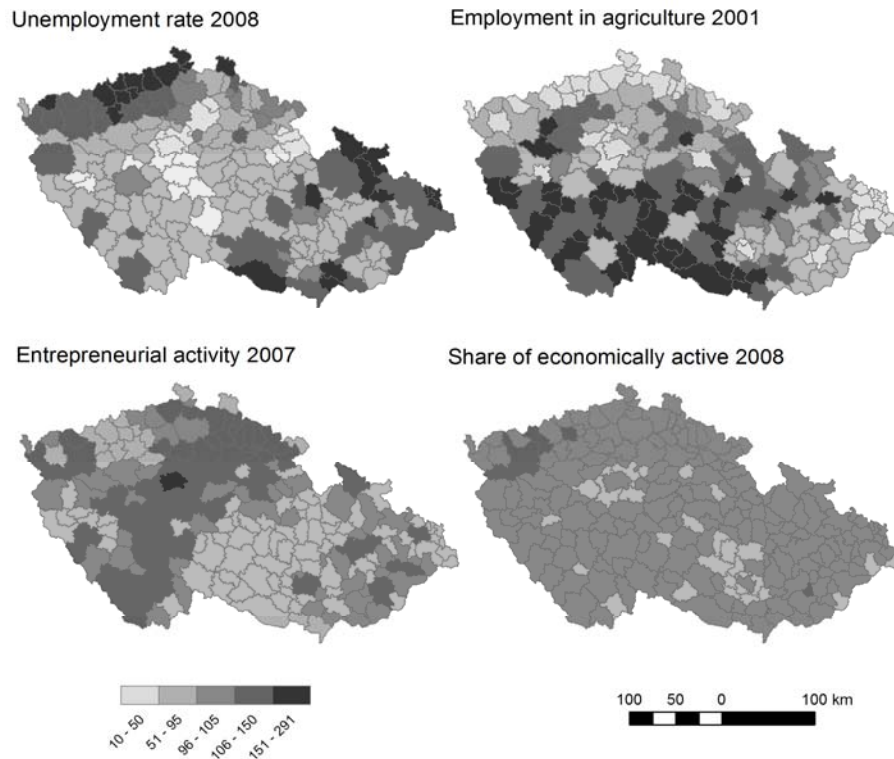 Unemployment rate 2008
Employment in agriculture 2001
Entrepreneurial activity 2007
Share of economically active 2008
10 - 50
51 - 95
96 - 105
106 - 150
151 - 291
100 50 0 100 km